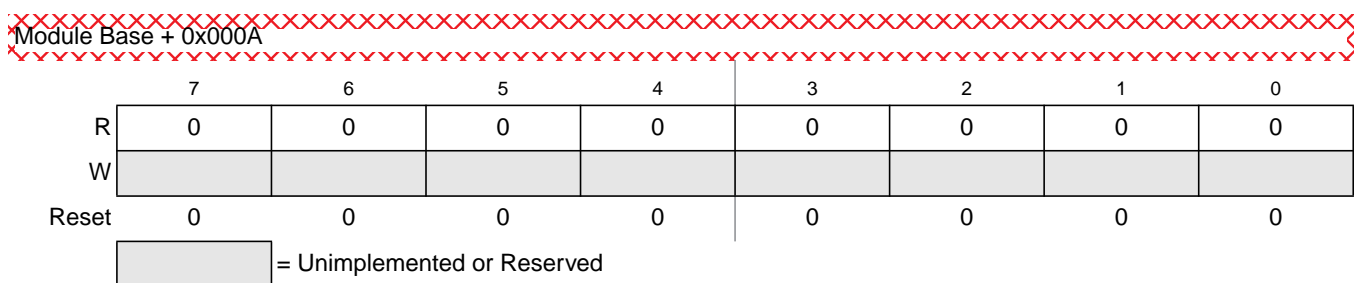 Module Base + 0x000A
7 6 5 4 3 2 1 0
R 0 0 0 0 0 0 0 0
W
Reset 0 0 0 0 0 0 0 0
= Unimplemented or Reserved